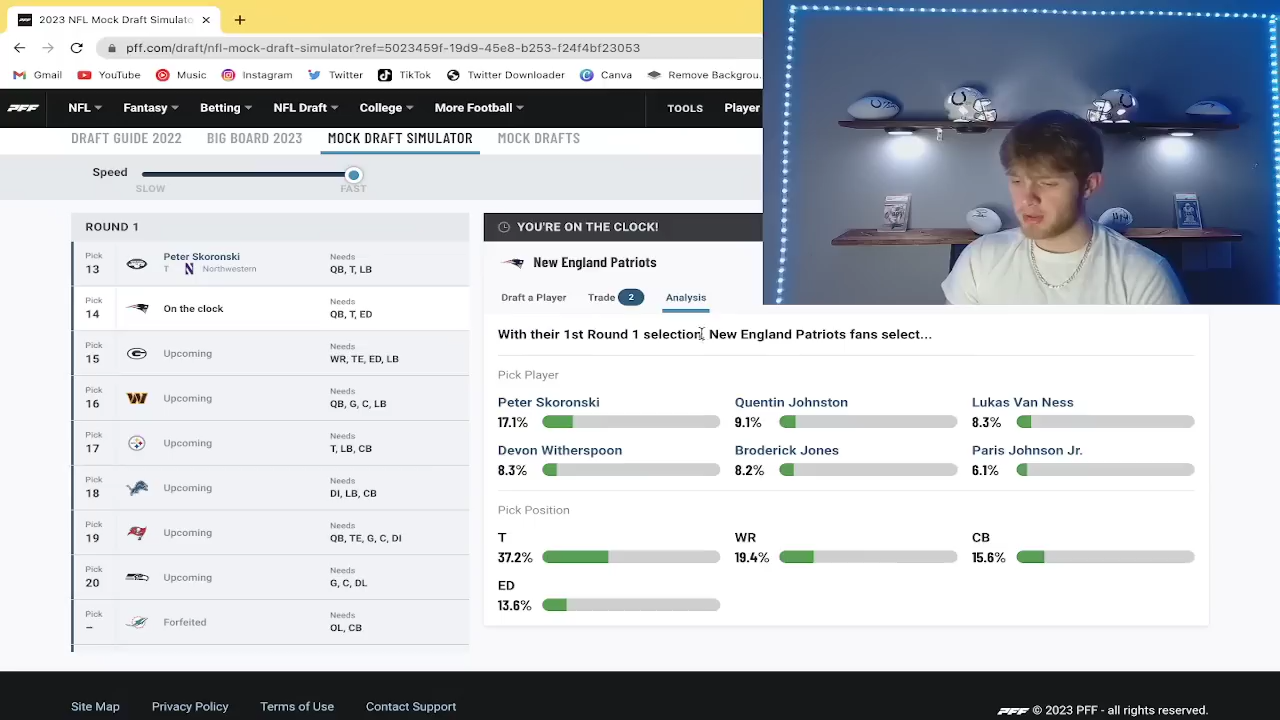 PFF 2023 NFL Mock Draft Simulato
pff.com/draft/nfl-mock-draft-simulator?ref=5023459f-19d9-45e8-b253-f24f4bf23053
Gmail YouTube Music Instagram Twitter TikTok Twitter Downloader Canva Remove Backgrou...
PFF NFL Fantasy Betting NFL Draft College More Football TOOLS Player
DRAFT GUIDE 2022 BIG BOARD 2023 MOCK DRAFT SIMULATOR MOCK DRAFTS
Speed
SLOW FAST
ROUND 1
Pick 13 Peter Skoronski Needs
T Northwestern QB, T, LB
Pick 14 On the clock Needs
QB, T, ED
Pick 15 Upcoming Needs
WR, TE, ED, LB
Pick 16 Upcoming Needs
QB, G, C, LB
Pick 17 Upcoming Needs
T, LB, CB
Pick 18 Upcoming Needs
DI, LB, CB
Pick 19 Upcoming Needs
QB, TE, G, C, DI
Pick 20 Upcoming Needs
G, C, DL
Pick – Forfeited Needs
OL, CB
YOU'RE ON THE CLOCK!
New England Patriots
Draft a Player Trade 2 Analysis
With their 1st Round 1 selection, New England Patriots fans select...
Pick Player
Peter Skoronski Quentin Johnston Lukas Van Ness
17.1% 9.1% 8.3%
Devon Witherspoon Broderick Jones Paris Johnson Jr.
8.3% 8.2% 6.1%
Pick Position
T WR CB
37.2% 19.4% 15.6%
ED
13.6%
Site Map Privacy Policy Terms of Use Contact Support
PFF © 2023 PFF - all rights reserved.